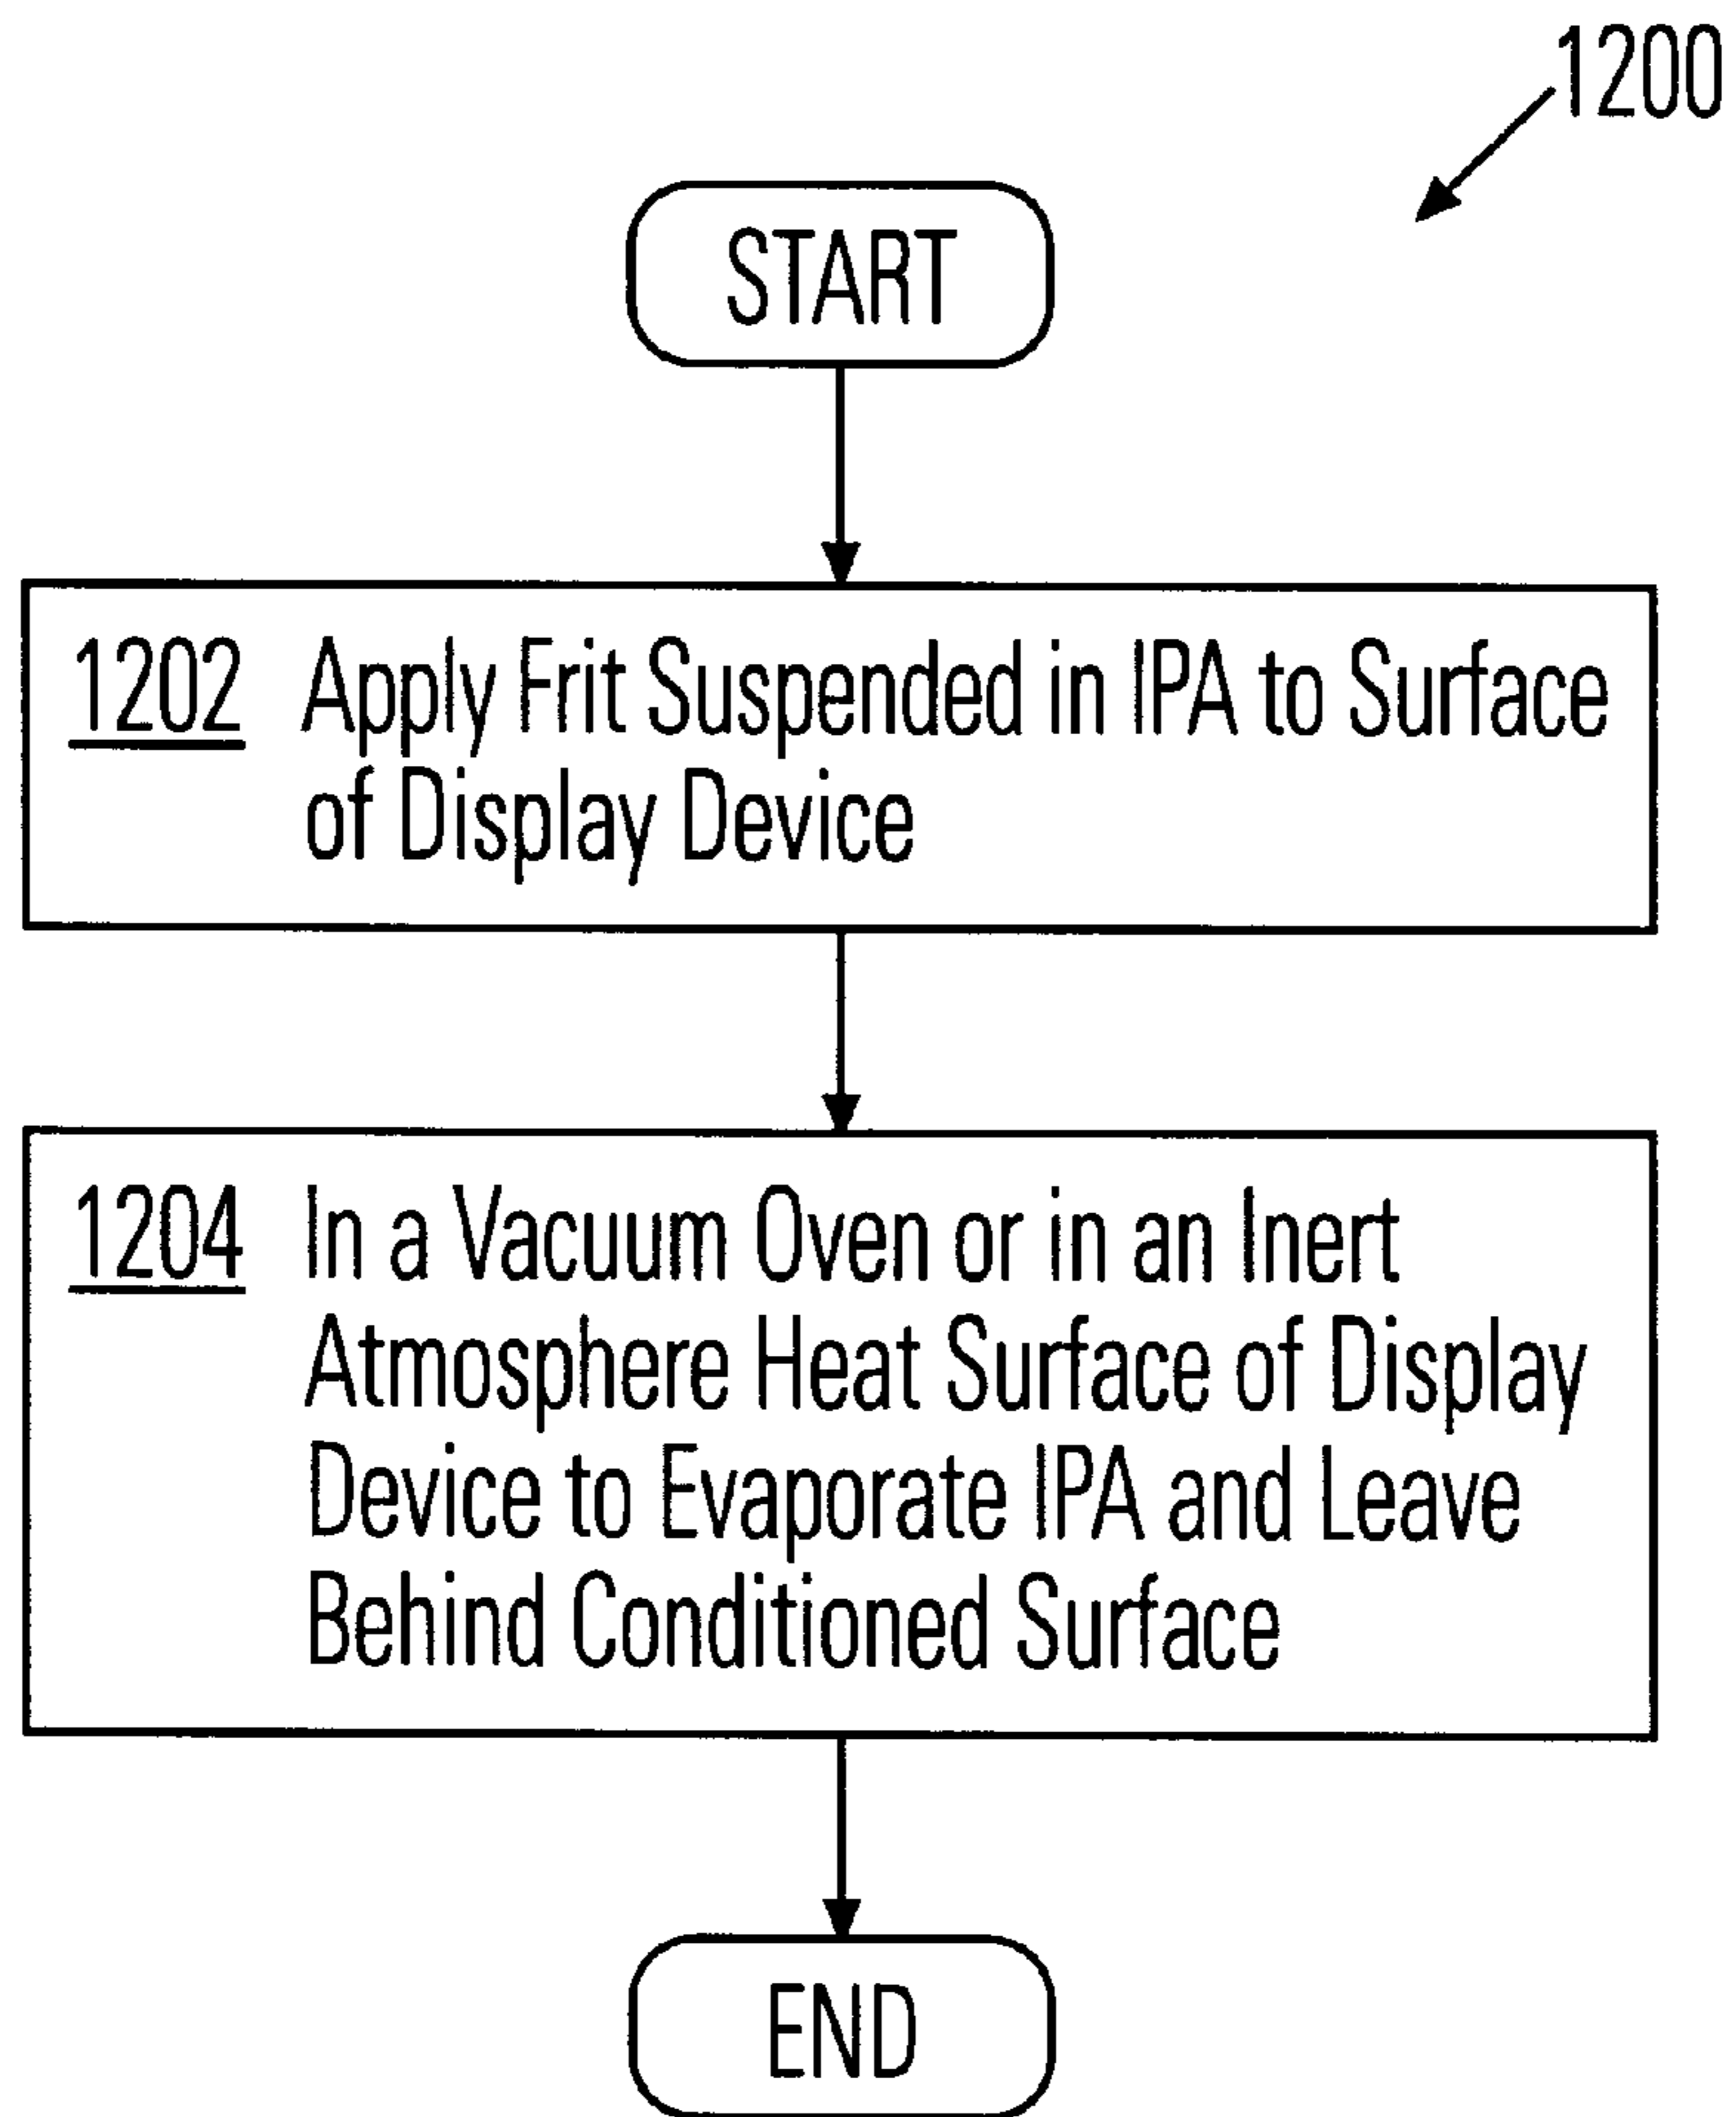 1200
START
1202 Apply Frit Suspended in IPA to Surface
of Display Device
1204 In a Vacuum Oven or in an Inert
Atmosphere Heat Surface of Display
Device to Evaporate IPA and Leave
Behind Conditioned Surface
END